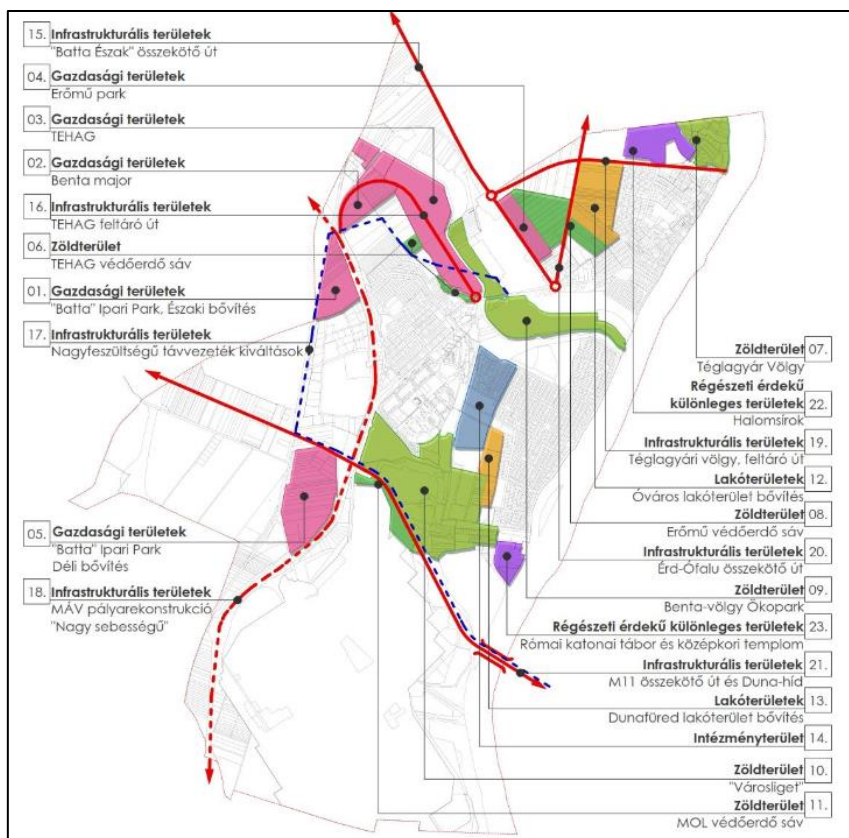 15. Infrastrukturális területek
"Batta Észak" összekötő út
04. Gazdasági területek
Erőmű park
03. Gazdasági területek
TEHAG
02. Gazdasági területek
Benta major
16. Infrastrukturális területek
TEHAG feltáró út
06. Zöldterület
TEHAG védőerdő sáv
01. Gazdasági területek
"Batta" Ipari Park, Északi bővítés
17. Infrastrukturális területek
Nagyfeszültségű távvezeték kiváltások
05. Gazdasági területek
"Batta" Ipari Park
Déli bővítés
18. Infrastrukturális területek
MÁV pályarekonstrukció
"Nagy sebességű"
Zöldterület 07.
Téglagyár Völgy
Régészeti érdekű
különleges területek 22.
Halomsírok
Infrastrukturális területek 19.
Téglagyári völgy, feltáró út
Lakóterületek 12.
Óváros lakóterület bővítés
Zöldterület 08.
Erőmű védőerdő sáv
Infrastrukturális területek 20.
Érd-Ófalu összekötő út
Zöldterület 09.
Benta-völgy Ökopark
Régészeti érdekű különleges területek 23.
Római katonai tábor és középkori templom
Infrastrukturális területek 21.
M11 összekötő út és Duna-híd
Lakóterületek 13.
Dunafüred lakóterület bővítés
Intézményterület 14.
Zöldterület 10.
"Városliget"
Zöldterület 11.
MOL védőerdő sáv